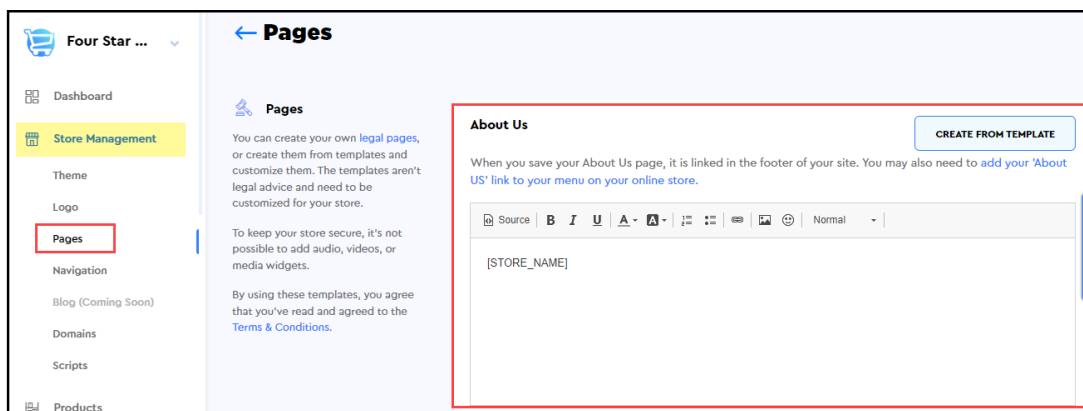 Four Star ...
Dashboard
Store Management
Theme
Logo
Pages
Navigation
Blog (Coming Soon)
Domains
Scripts
Products
Pages
Pages
You can create your own legal pages,
or create them from templates and
customize them. The templates aren't
legal advice and need to be
customized for your store.
To keep your store secure, it's not
possible to add audio, videos, or
media widgets.
By using these templates, you agree
that you've read and agreed to the
Terms & Conditions.
About Us
CREATE FROM TEMPLATE
When you save your About Us page, it is linked in the footer of your site. You may also need to add your 'About
US' link to your menu on your online store.
Source B I U A A Normal
[STORE_NAME]